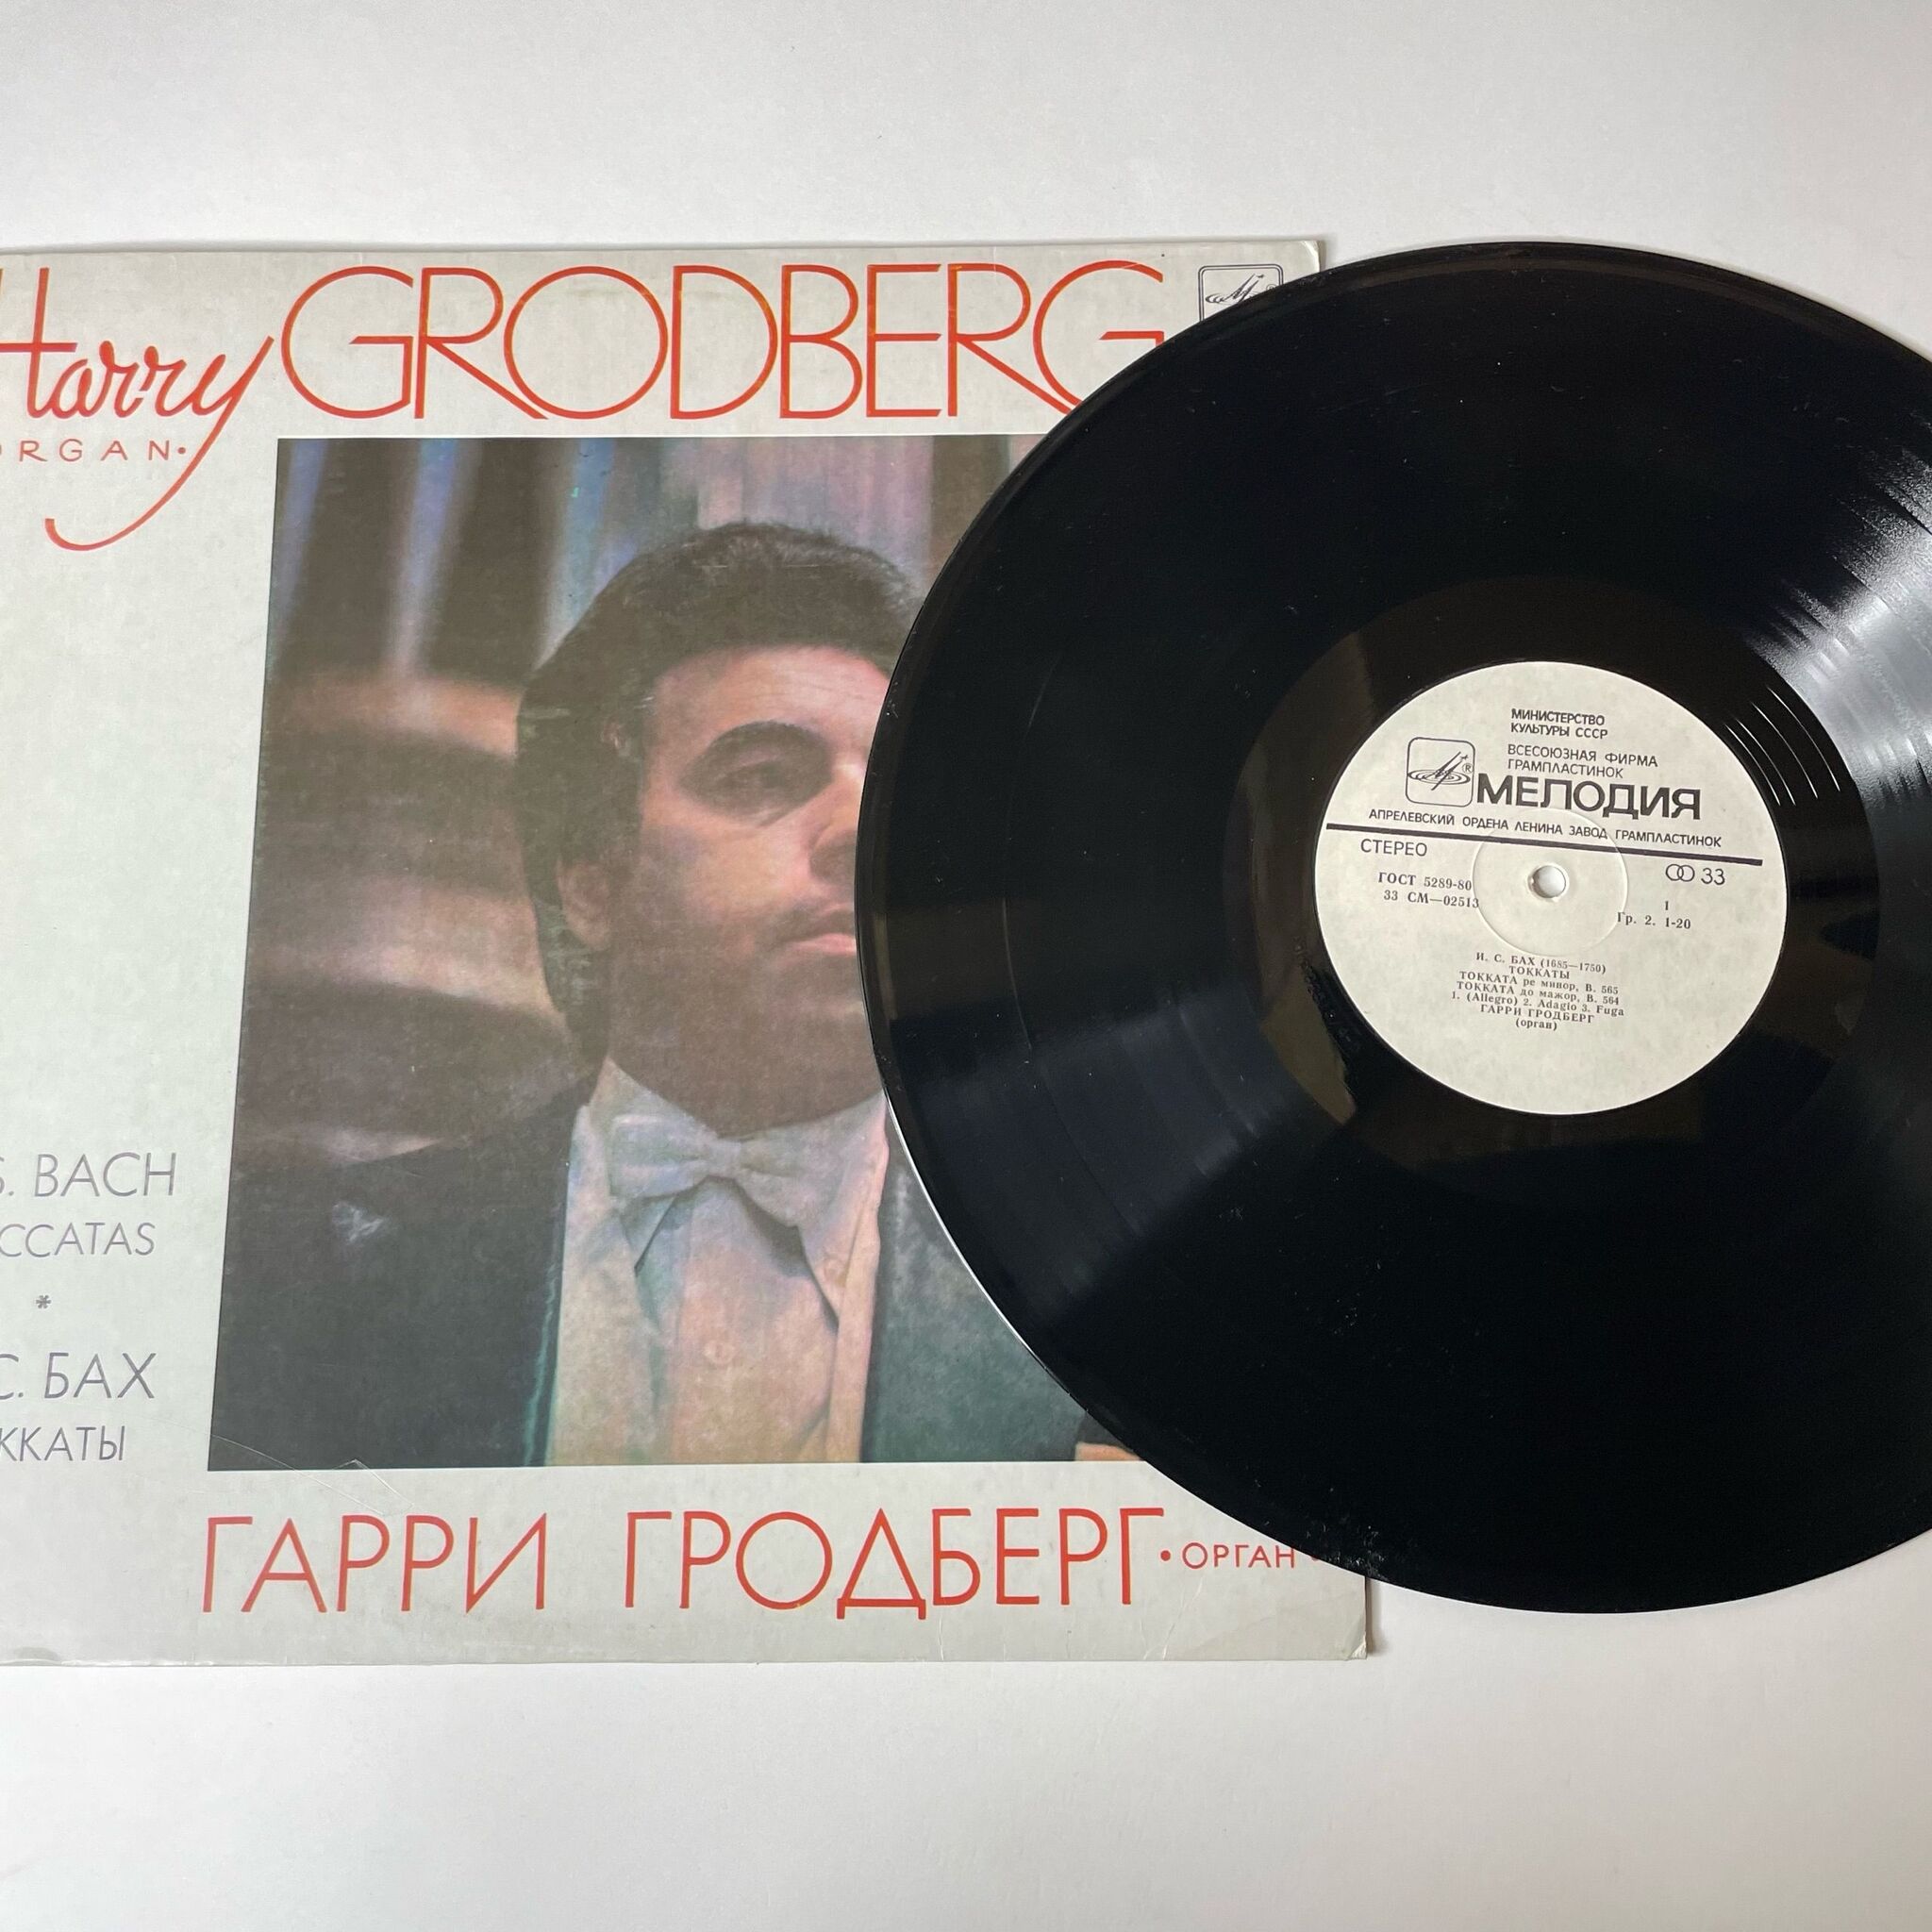 Harry GRODBERG
ORGAN•
S. BACH
CCATAS
*
С. БАХ
ККАТЫ
ГАРРИ ГРОДБЕРГ • ОРГАН •
МИНИСТЕРСТВО
КУЛЬТУРЫ СССР
ВСЕСОЮЗНАЯ ФИРМА
ГРАМПЛАСТИНОК
МЕЛОДИЯ
АПРЕЛЕВСКИЙ ОРДЕНА ЛЕНИНА ЗАВОД ГРАМПЛАСТИНОК
СТЕРЕО
33
ГОСТ 5289-80
33 СМ—02513
I
Гр. 2. 1-20
И. С. БАХ (1685—1750)
ТОККАТЫ
ТОККАТА ре минор, В. 565
ТОККАТА до мажор, В. 564
1. (Allegro) 2. Adagio 3. Fuga
ГАРРИ ГРОДБЕРГ
(орган)